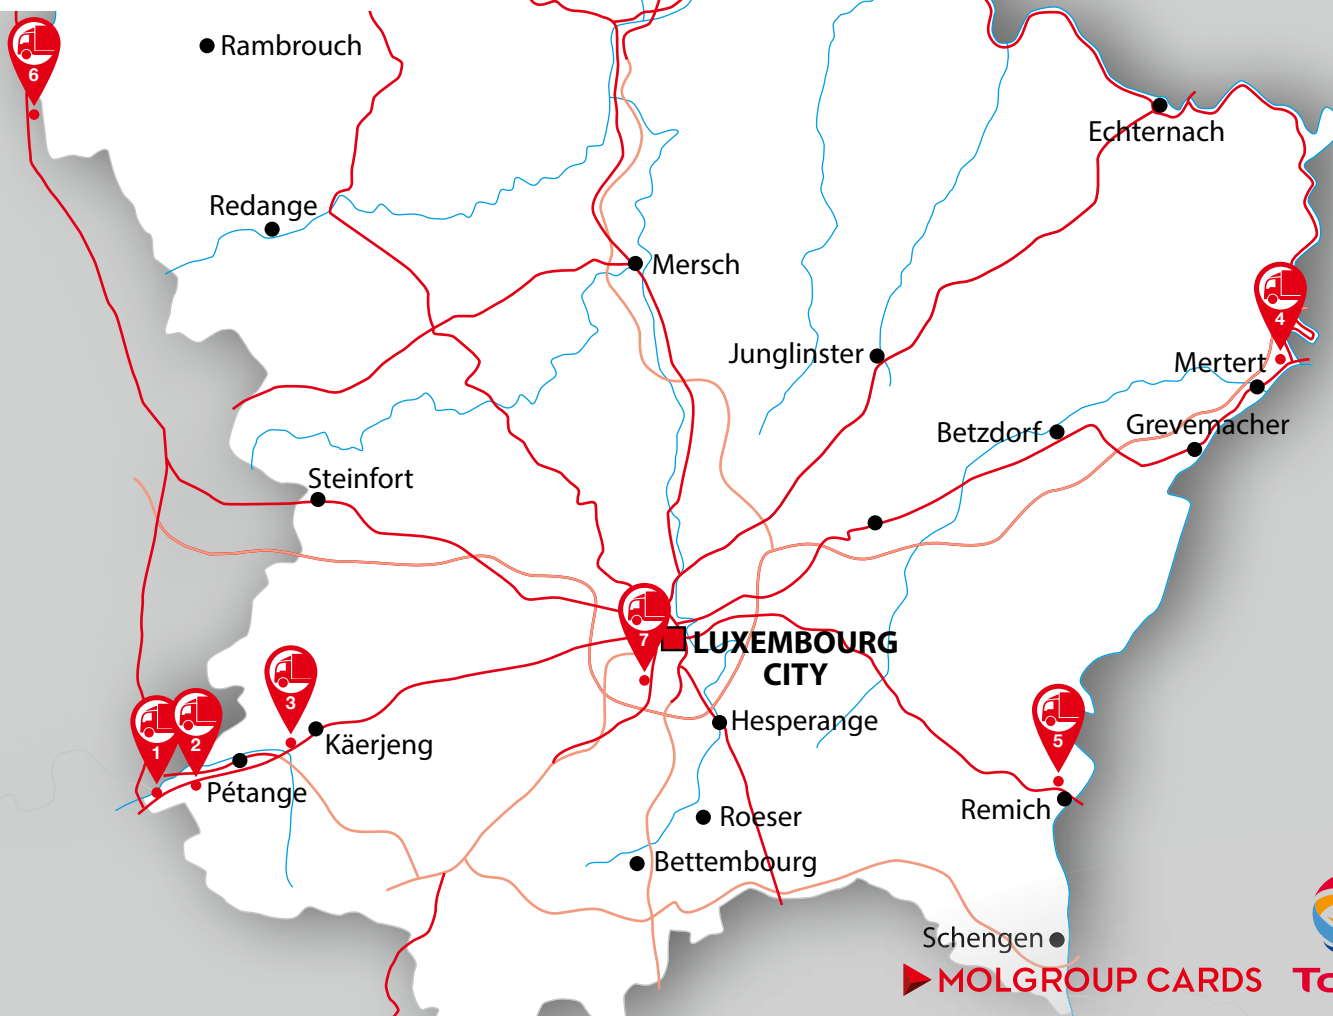 6
Rambrouch
Echternach
Redange
Mersch
4
Junglinster
Mertert
Betzdorf
Grevemacher
Steinfort
7
LUXEMBOURG
CITY
3
Hesperange
5
1
2
Käerjeng
Pétange
Remich
Roeser
Bettembourg
Schengen
MOLGROUP CARDS